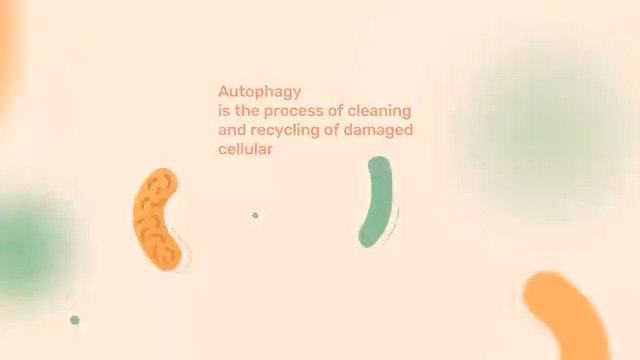 Autophagy
is the process of cleaning
and recycling of damaged
cellular